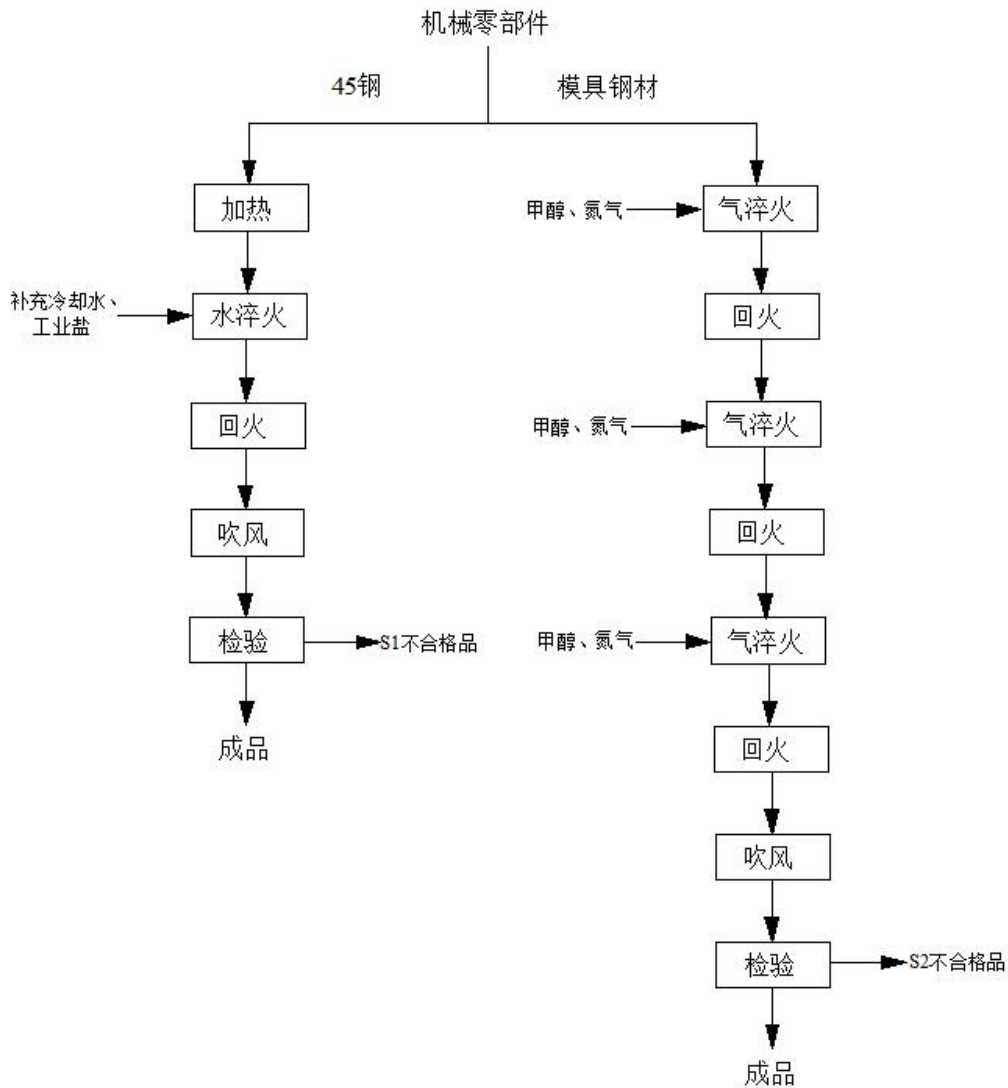 机械零部件
45钢
模具钢材
加热
补充冷却水、
工业盐
水淬火
回火
吹风
检验
S1不合格品
成品
甲醇、氮气
气淬火
回火
甲醇、氮气
气淬火
回火
甲醇、氮气
气淬火
回火
吹风
检验
S2不合格品
成品